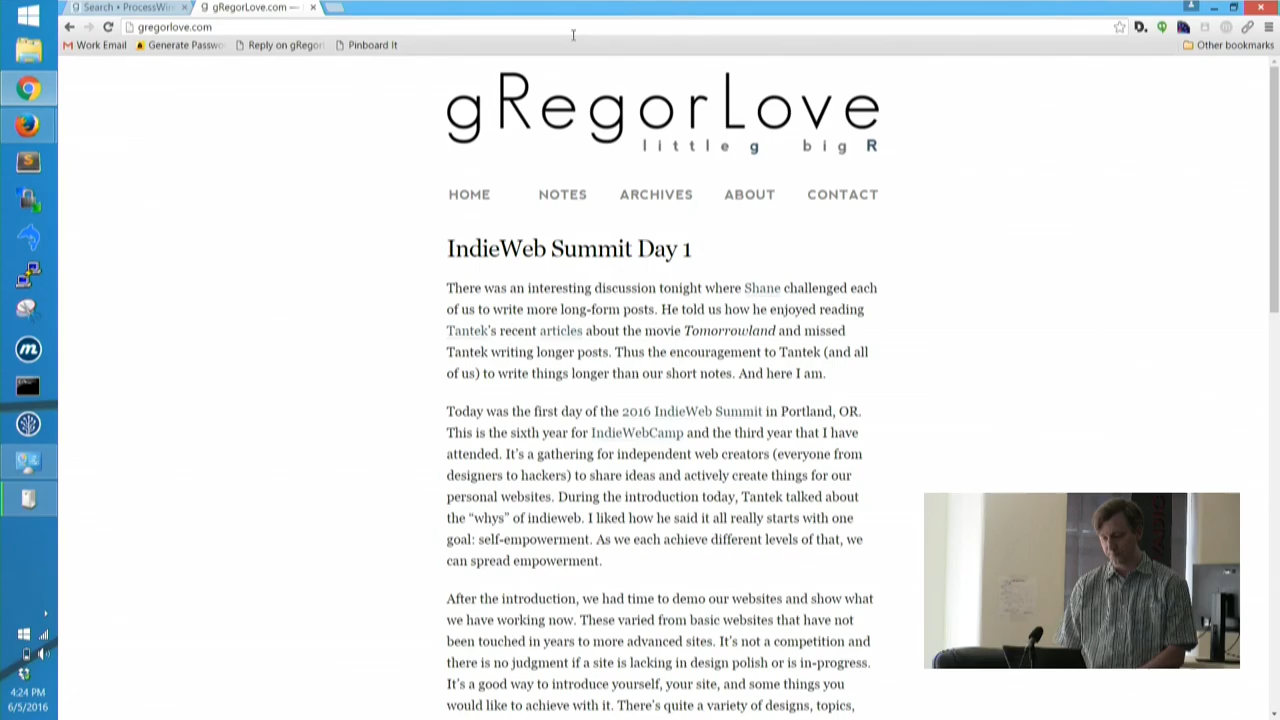 Search • ProcessWir
gRegorLove.com —
gregorlove.com
Work Email
Generate Passwo
Reply on gRegor
Pinboard It
Other bookmarks
gRegorLove
little g big R
HOME NOTES ARCHIVES ABOUT CONTACT
IndieWeb Summit Day 1
There was an interesting discussion tonight where Shane challenged each
of us to write more long-form posts. He told us how he enjoyed reading
Tantek’s recent articles about the movie Tomorrowland and missed
Tantek writing longer posts. Thus the encouragement to Tantek (and all
of us) to write things longer than our short notes. And here I am.
Today was the first day of the 2016 IndieWeb Summit in Portland, OR.
This is the sixth year for IndieWebCamp and the third year that I have
attended. It’s a gathering for independent web creators (everyone from
designers to hackers) to share ideas and actively create things for our
personal websites. During the introduction today, Tantek talked about
the “whys” of indieweb. I liked how he said it all really starts with one
goal: self-empowerment. As we each achieve different levels of that, we
can spread empowerment.
After the introduction, we had time to demo our websites and show what
we have working now. These varied from basic websites that have not
been touched in years to more advanced sites. It’s not a competition and
there is no judgment if a site is lacking in design polish or is in-progress.
It’s a good way to introduce yourself, your site, and some things you
would like to achieve with it. There’s quite a variety of designs, topics,
4:24 PM
6/5/2016